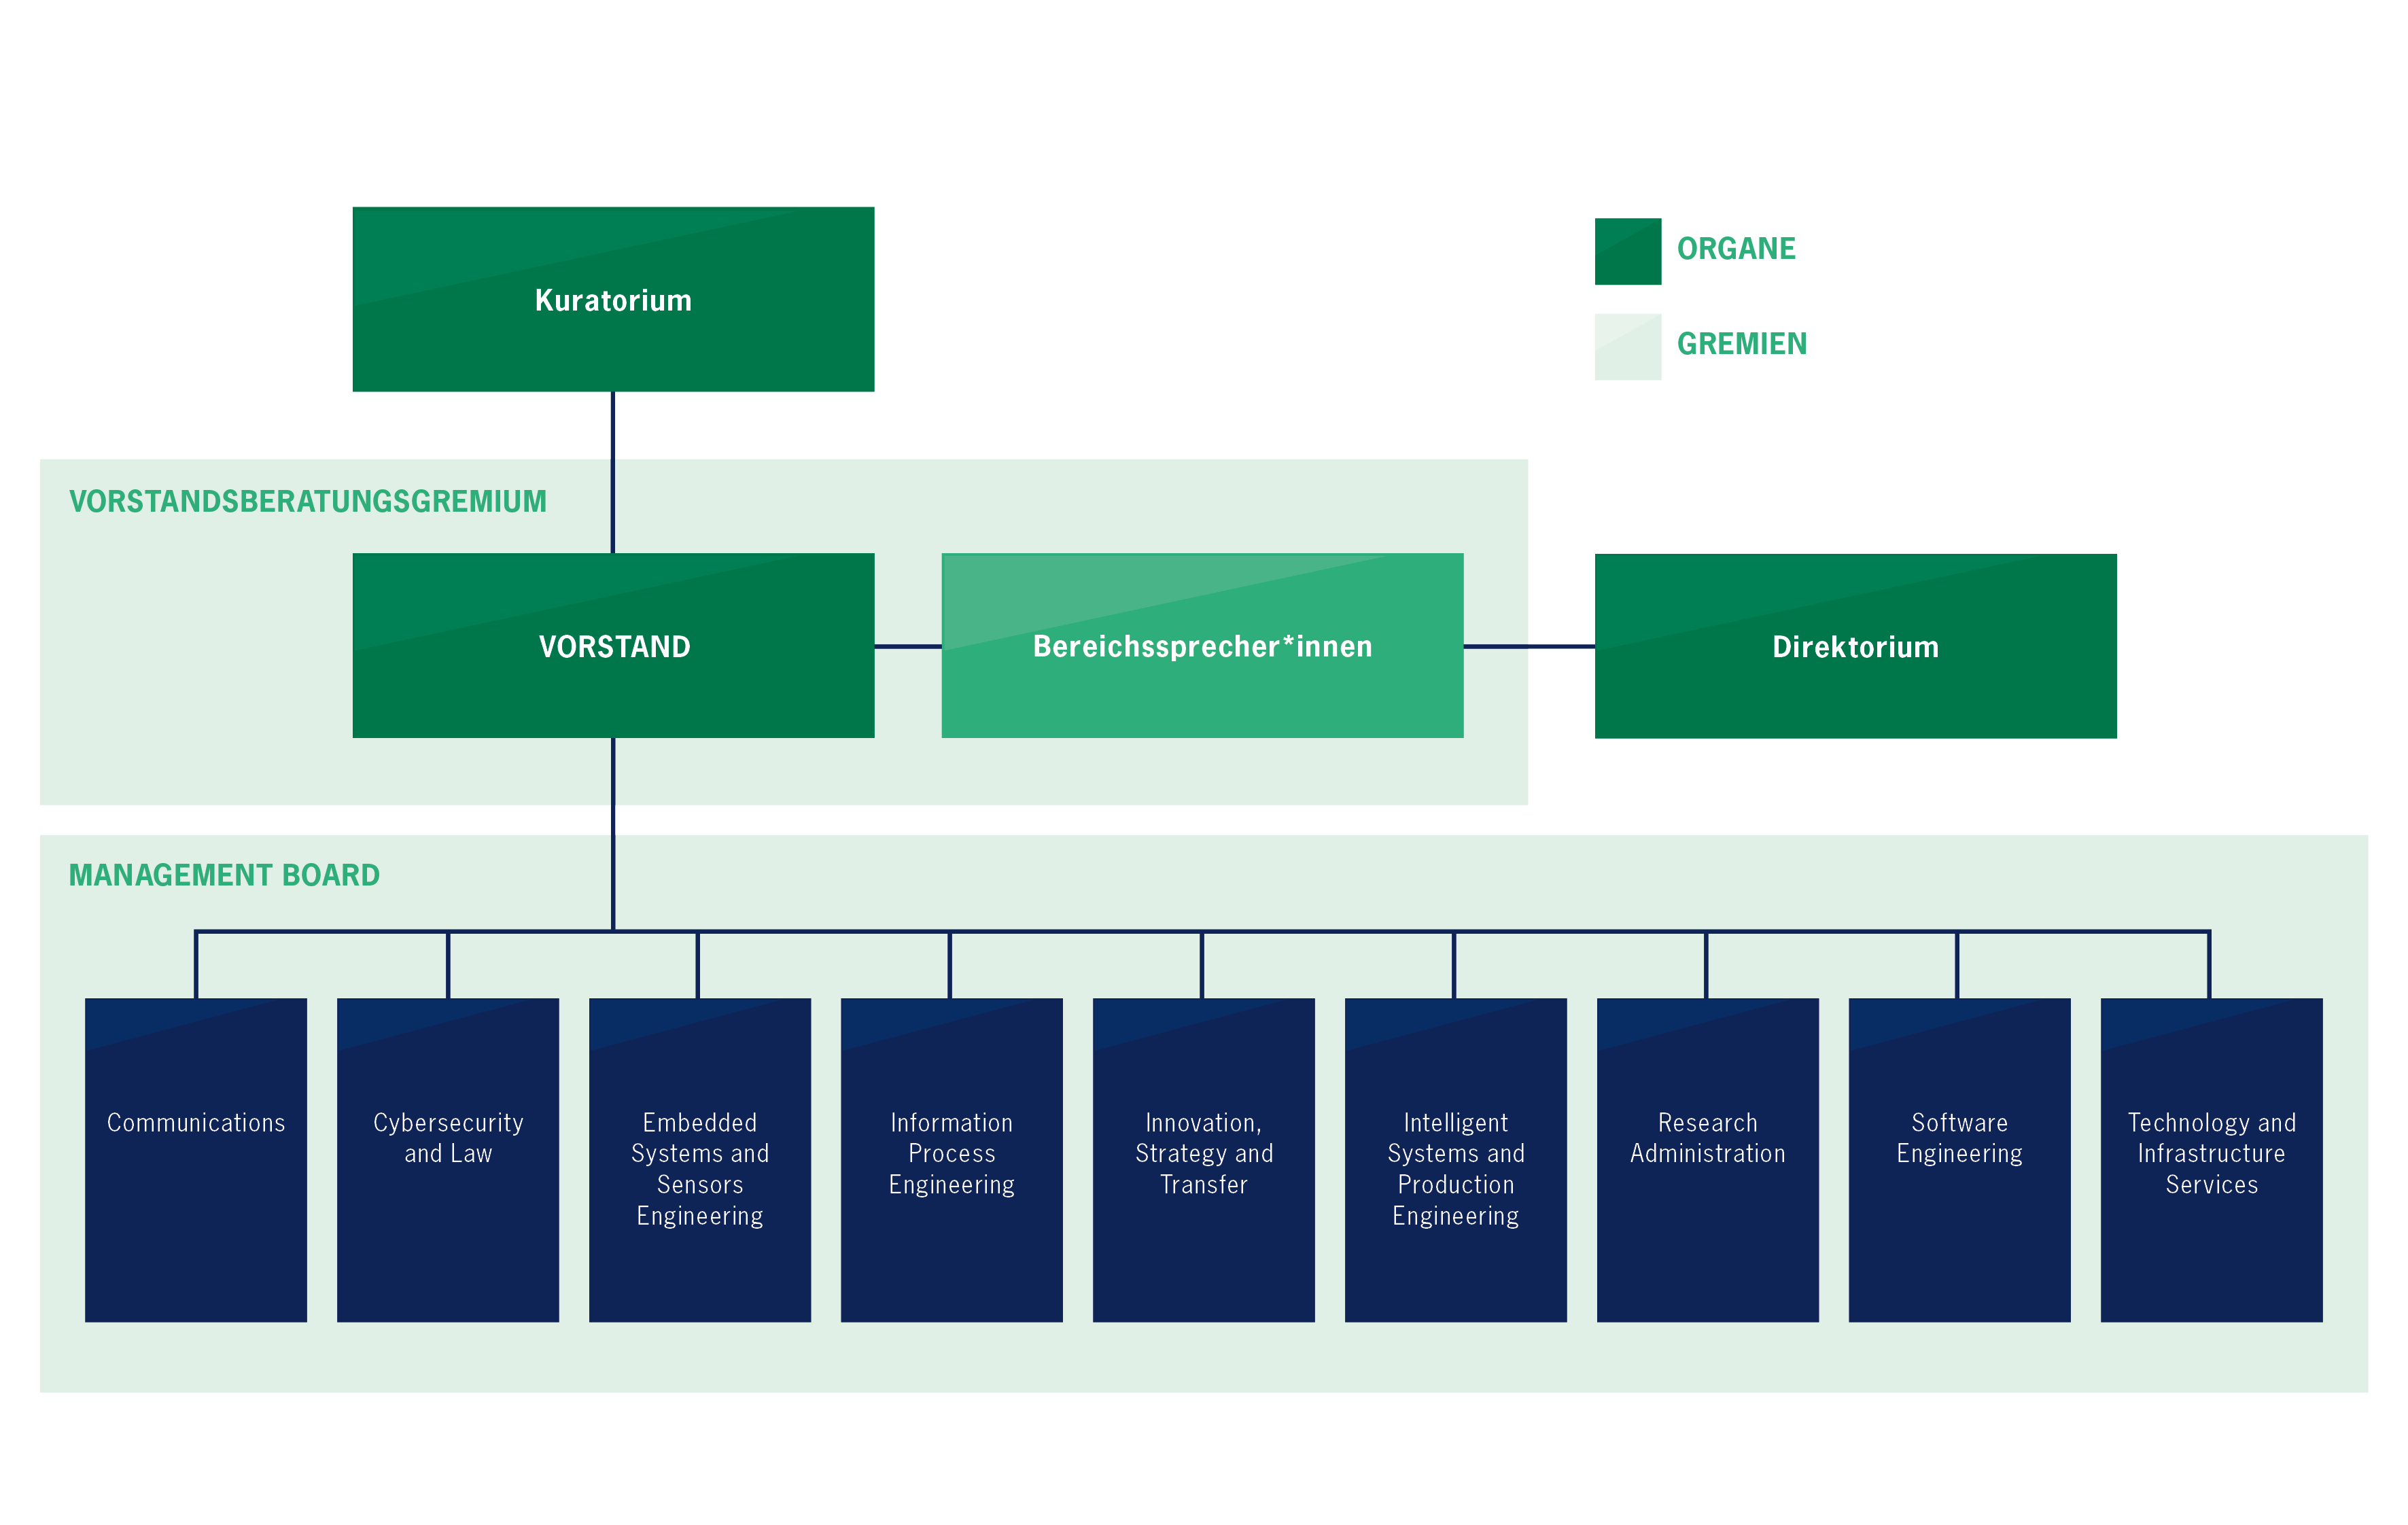 Kuratorium
ORGANE
GREMIEN
VORSTANDSBERATUNGSGREMIUM
VORSTAND
Bereichssprecher*innen
Direktorium
MANAGEMENT BOARD
Communications
Cybersecurity
and Law
Embedded
Systems and
Sensors
Engineering
Information
Process
Engineering
Innovation,
Strategy and
Transfer
Intelligent
Systems and
Production
Engineering
Research
Administration
Software
Engineering
Technology and
Infrastructure
Services